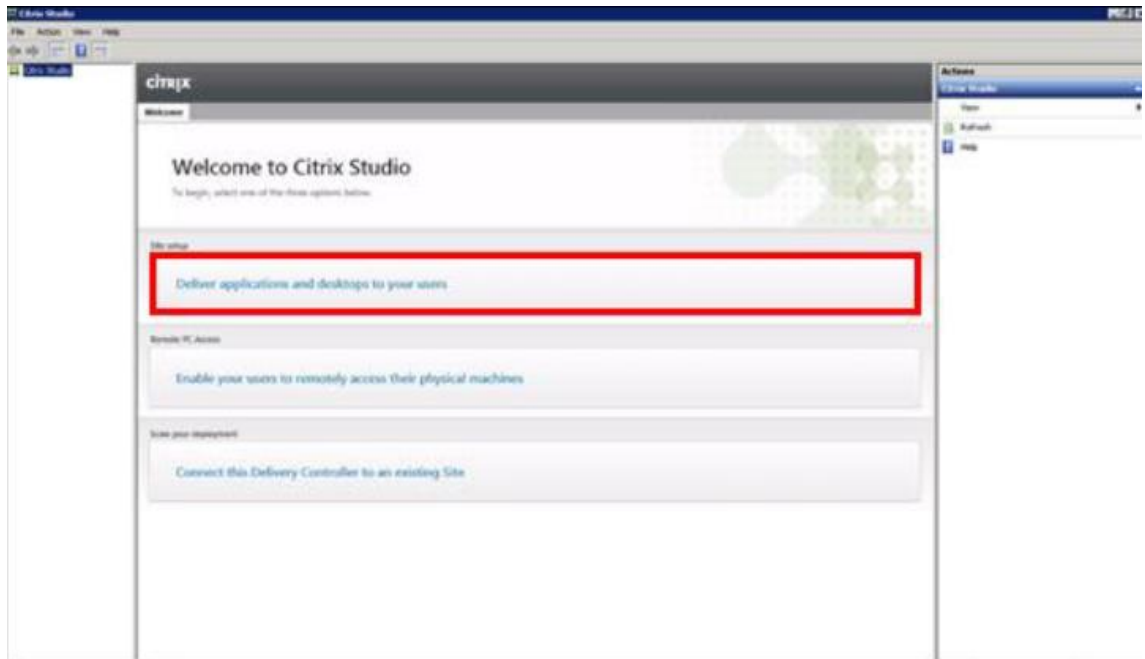 Citrix Studio
File Action View Help
Citrix Studio
citrix
Welcome
Welcome to Citrix Studio
To begin, select one of the three options below.
Site setup
Deliver applications and desktops to your users
Remote PC Access
Enable your users to remotely access their physical machines
Scale your deployment
Connect this Delivery Controller to an existing Site
Actions
Citrix Studio
View
Refresh
Help